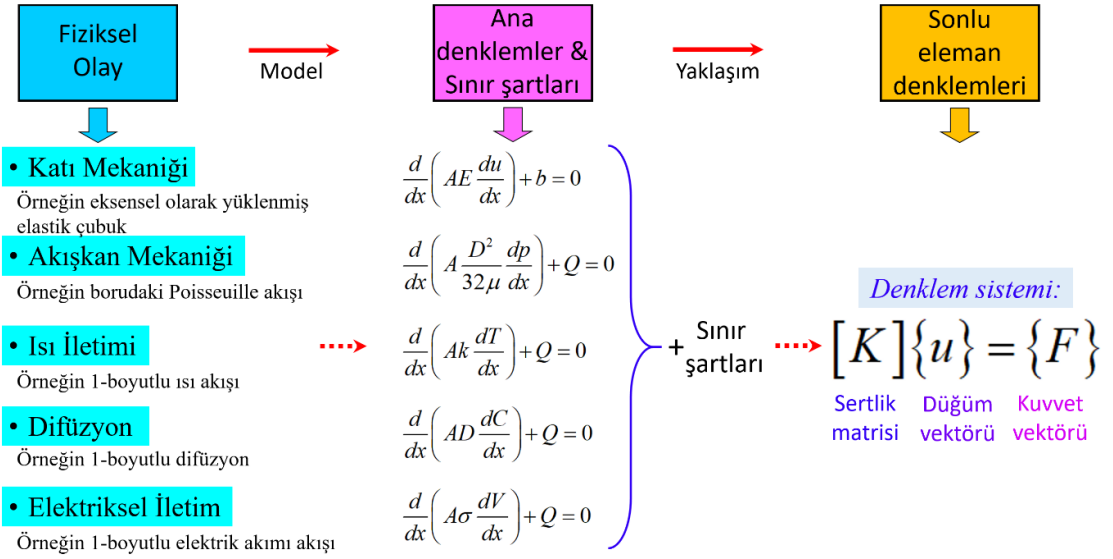 Fiziksel
Olay
Model
Ana
denklemler &
Sınır şartları
Yaklaşım
Sonlu
eleman
denklemleri
• Katı Mekaniği
Örneğin eksensel olarak yüklenmiş
elastik çubuk
d/dx(AE du/dx)+b=0
• Akışkan Mekaniği
Örneğin borudaki Poisseuille akışı
d/dx(A D²/32μ dp/dx)+Q=0
• Isı İletimi
Örneğin 1-boyutlu ısı akışı
d/dx(Ak dT/dx)+Q=0
• Difüzyon
Örneğin 1-boyutlu difüzyon
d/dx(AD dC/dx)+Q=0
• Elektriksel İletim
Örneğin 1-boyutlu elektrik akımı akışı
d/dx(Aσ dV/dx)+Q=0
+ Sınır
şartları
Denklem sistemi:
[K]{u}={F}
Sertlik
matrisi
Düğüm
vektörü
Kuvvet
vektörü